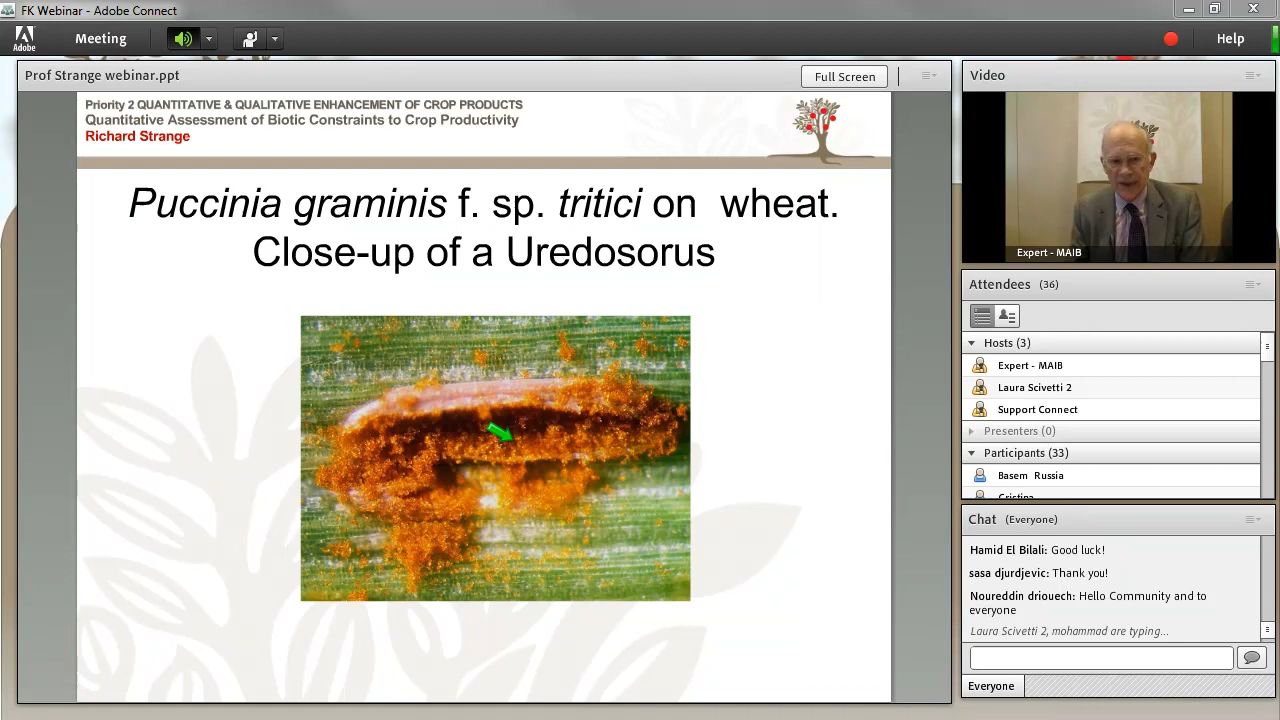 FK Webinar - Adobe Connect
Adobe
Meeting
Help
Prof Strange webinar.ppt
Full Screen
Priority 2 QUANTITATIVE & QUALITATIVE ENHANCEMENT OF CROP PRODUCTS
Quantitative Assessment of Biotic Constraints to Crop Productivity
Richard Strange
Puccinia graminis f. sp. tritici on wheat.
Close-up of a Uredosorus
Video
Expert - MAIB
Attendees (36)
Hosts (3)
Expert - MAIB
Laura Scivetti 2
Support Connect
Presenters (0)
Participants (33)
Basem Russia
Cristina
Chat (Everyone)
Hamid El Bilali: Good luck!
sasa djurdjevic: Thank you!
Noureddin driouech: Hello Community and to
everyone
Laura Scivetti 2, mohammad are typing...
Everyone